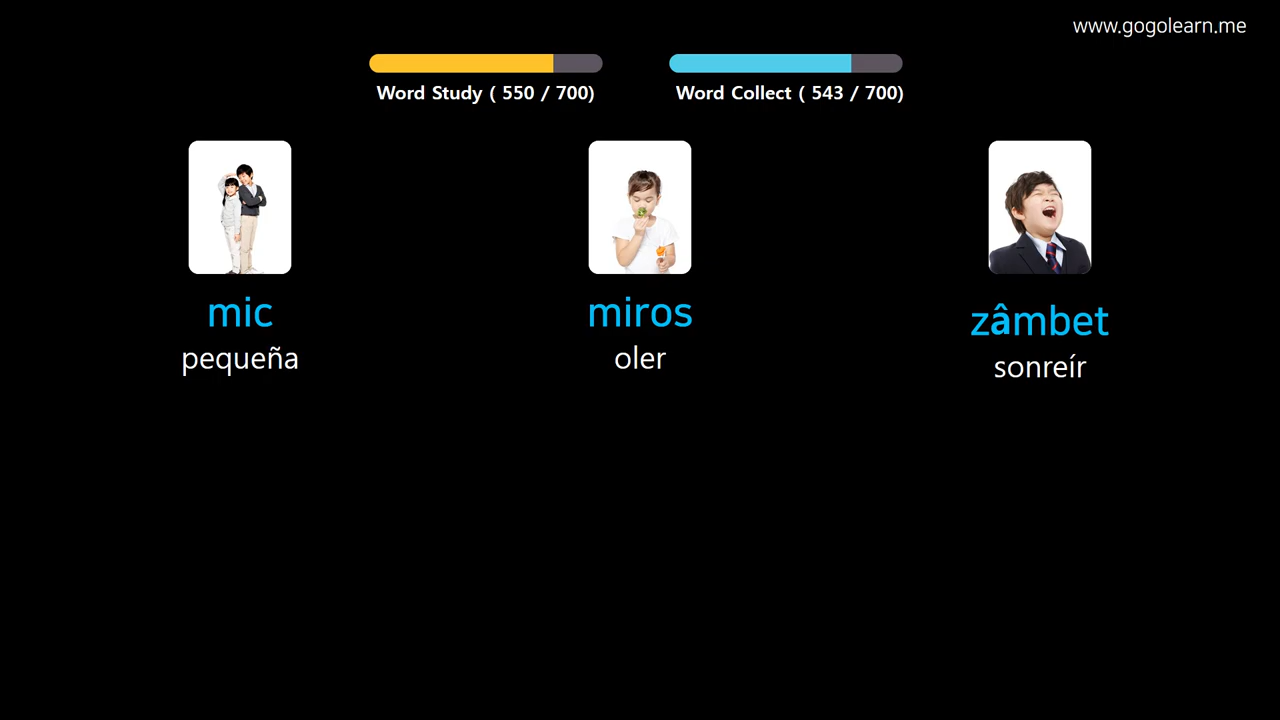 www.gogolearn.me
Word Study ( 550 / 700)
Word Collect ( 543 / 700)
mic
pequeña
miros
oler
zâmbet
sonreír